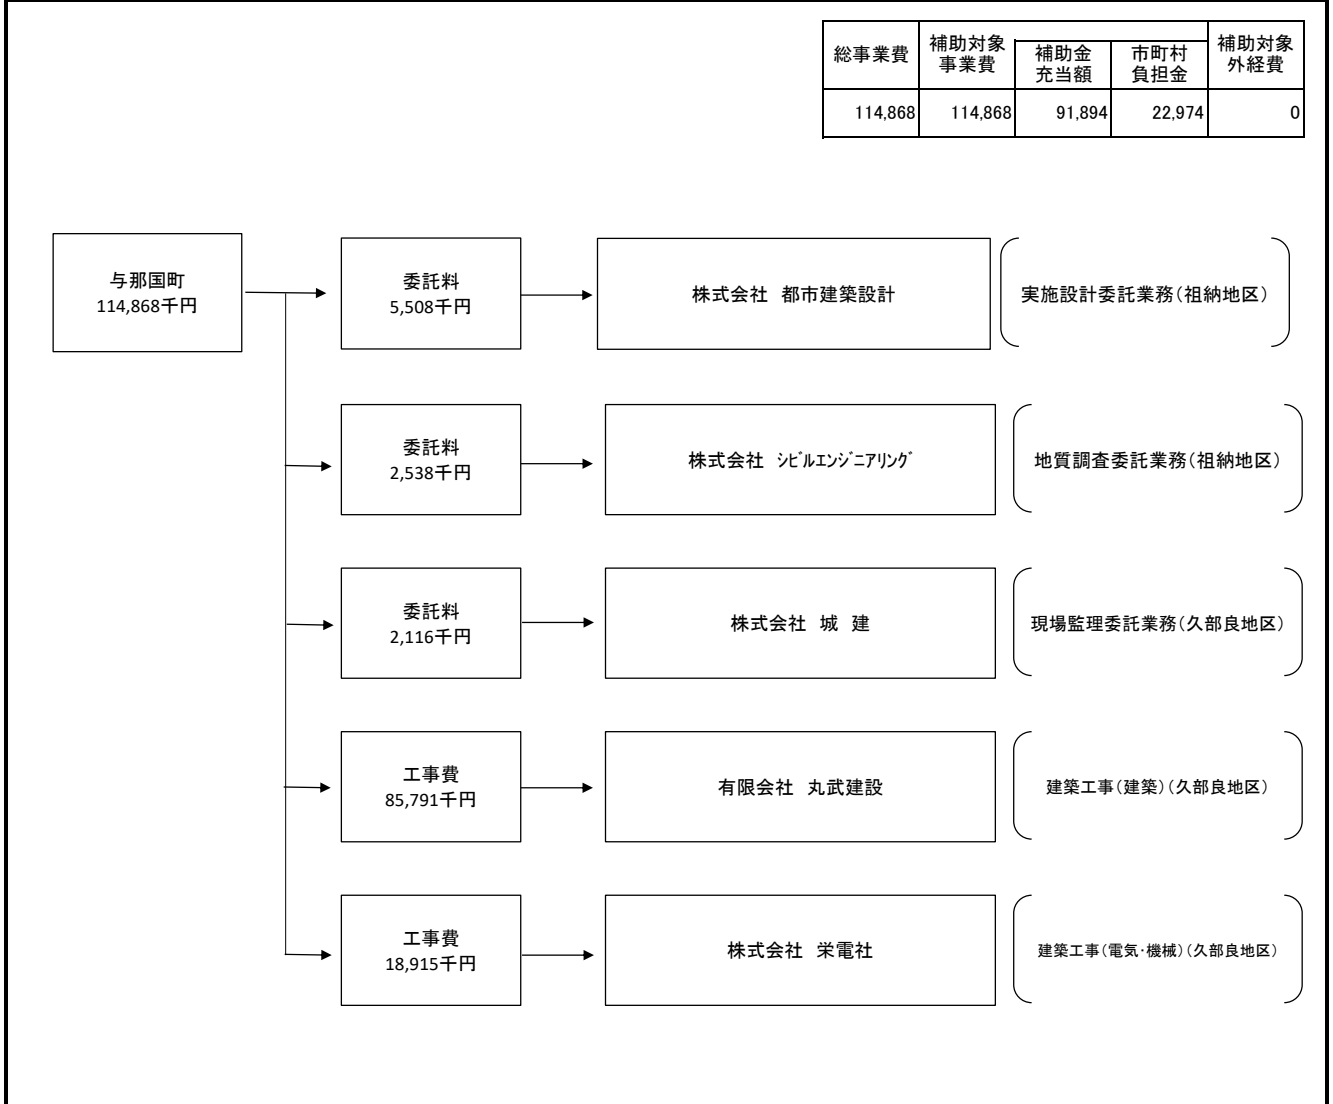 総事業費
補助対象
事業費
補助金
充当額
市町村
負担金
補助対象
外経費
114,868
114,868
91,894
22,974
0
与那国町
114,868千円
委託料
5,508千円
株式会社 都市建築設計
実施設計委託業務(祖納地区)
委託料
2,538千円
株式会社 ｼﾋﾞﾙｴﾝｼﾞﾆｱﾘﾝｸﾞ
地質調査委託業務(祖納地区)
委託料
2,116千円
株式会社 城 建
現場監理委託業務(久部良地区)
工事費
85,791千円
有限会社 丸武建設
建築工事(建築)(久部良地区)
工事費
18,915千円
株式会社 栄電社
建築工事(電気･機械)(久部良地区)